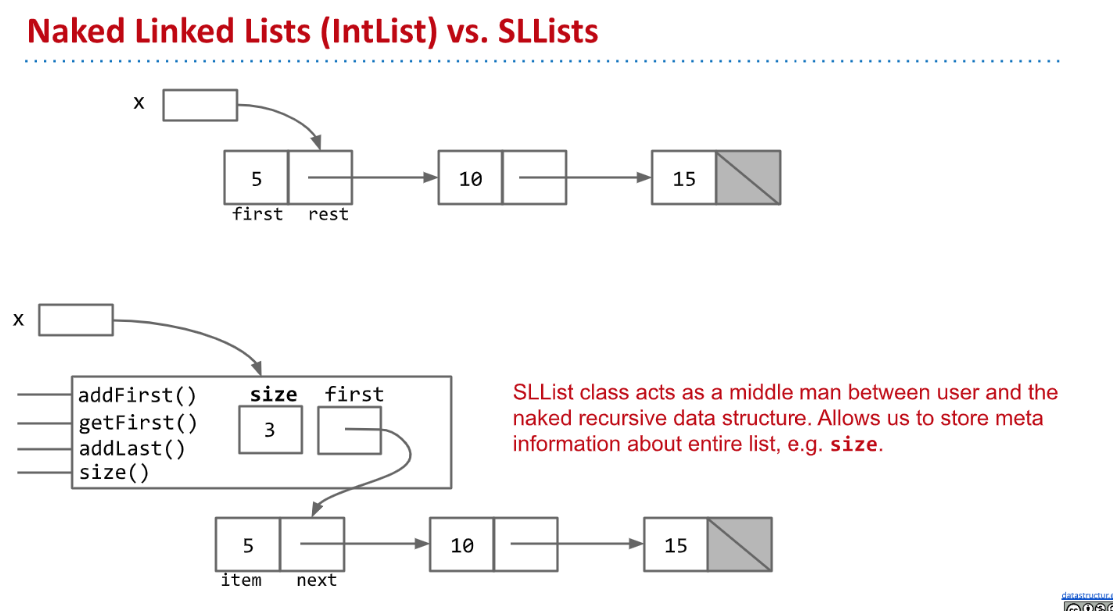 Naked Linked Lists (IntList) vs. SLLists
x
5 10 15
first rest
x
addFirst() size first
getFirst() 3
addLast()
size()
SLList class acts as a middle man between user and the
naked recursive data structure. Allows us to store meta
information about entire list, e.g. size.
5 10 15
item next